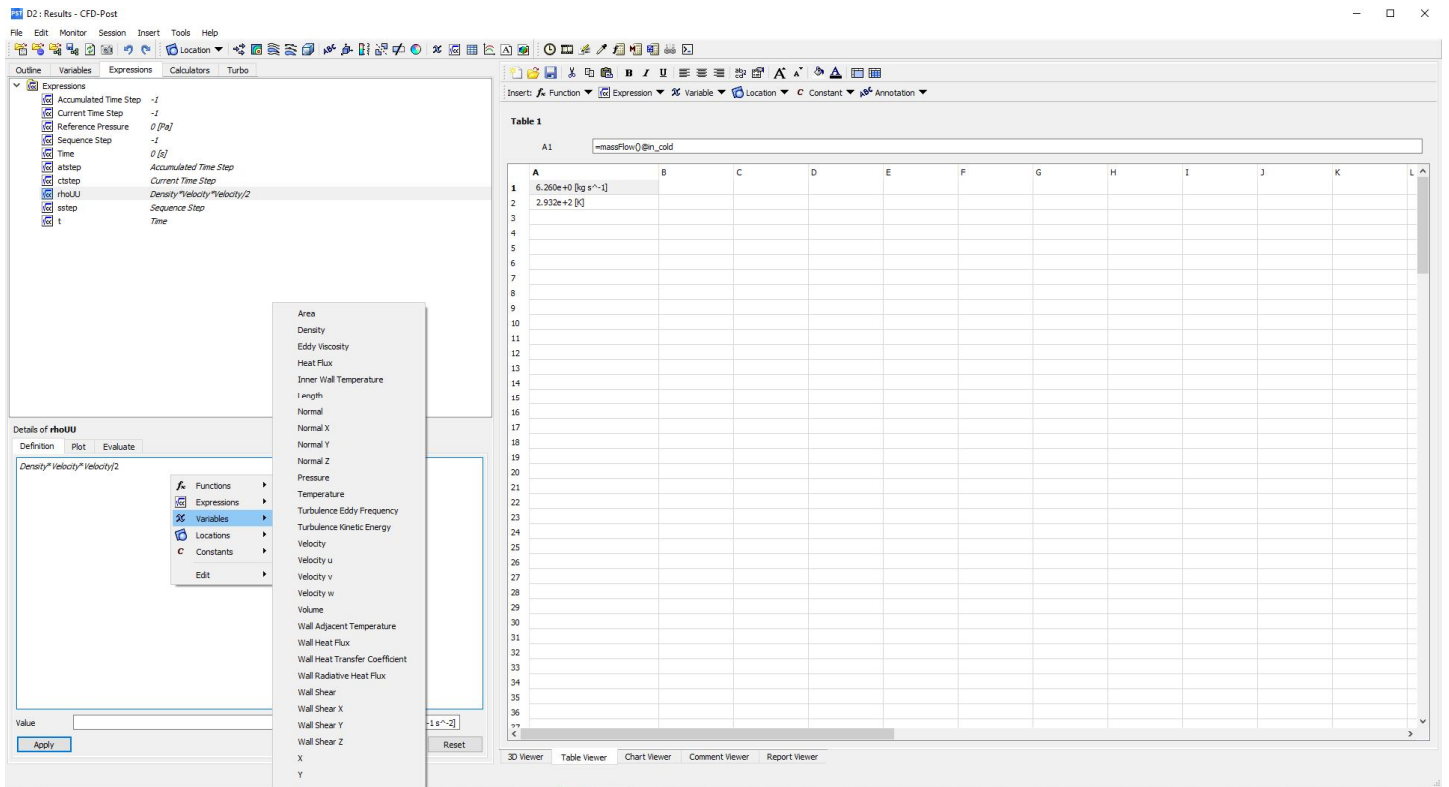 PST D2 : Results - CFD-Post
File Edit Monitor Session Insert Tools Help
Location
Outline Variables Expressions Calculators Turbo
Expressions
Accumulated Time Step -1
Current Time Step -1
Reference Pressure 0 [Pa]
Sequence Step -1
Time 0 [s]
atstep Accumulated Time Step
ctstep Current Time Step
rhoUU Density*Velocity*Velocity/2
sstep Sequence Step
t Time
Details of rhoUU
Definition Plot Evaluate
Density*Velocity*Velocity/2
Functions
Expressions
Variables
Locations
Constants
Edit
Area
Density
Eddy Viscosity
Heat Flux
Inner Wall Temperature
Length
Normal
Normal X
Normal Y
Normal Z
Pressure
Temperature
Turbulence Eddy Frequency
Turbulence Kinetic Energy
Velocity
Velocity u
Velocity v
Velocity w
Volume
Wall Adjacent Temperature
Wall Heat Flux
Wall Heat Transfer Coefficient
Wall Radiative Heat Flux
Wall Shear
Wall Shear X
Wall Shear Y
Wall Shear Z
X
Y
Value -1 s^-2]
Apply Reset
B I U
Insert: Function Expression Variable Location Constant Annotation
Table 1
A1 =massFlow()@in_cold
A B C D E F G H I J K L
1 6.260e+0 [kg s^-1]
2 2.932e+2 [K]
3
4
5
6
7
8
9
10
11
12
13
14
15
16
17
18
19
20
21
22
23
24
25
26
27
28
29
30
31
32
33
34
35
36
37
3D Viewer Table Viewer Chart Viewer Comment Viewer Report Viewer